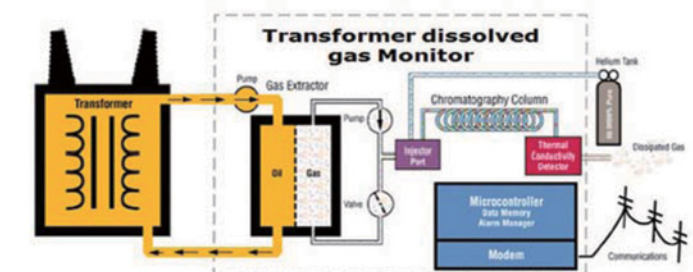 Transformer dissolved
gas Monitor
Helium Tank
Pump
Gas Extractor
Transformer
Chromatography Column
Pump
Injector
Port
Thermal
Conductivity
Detector
Dissipated Gas
Oil
Gas
Valve
Microcontroller
Data Memory
Alarm Manager
Modem
Communications